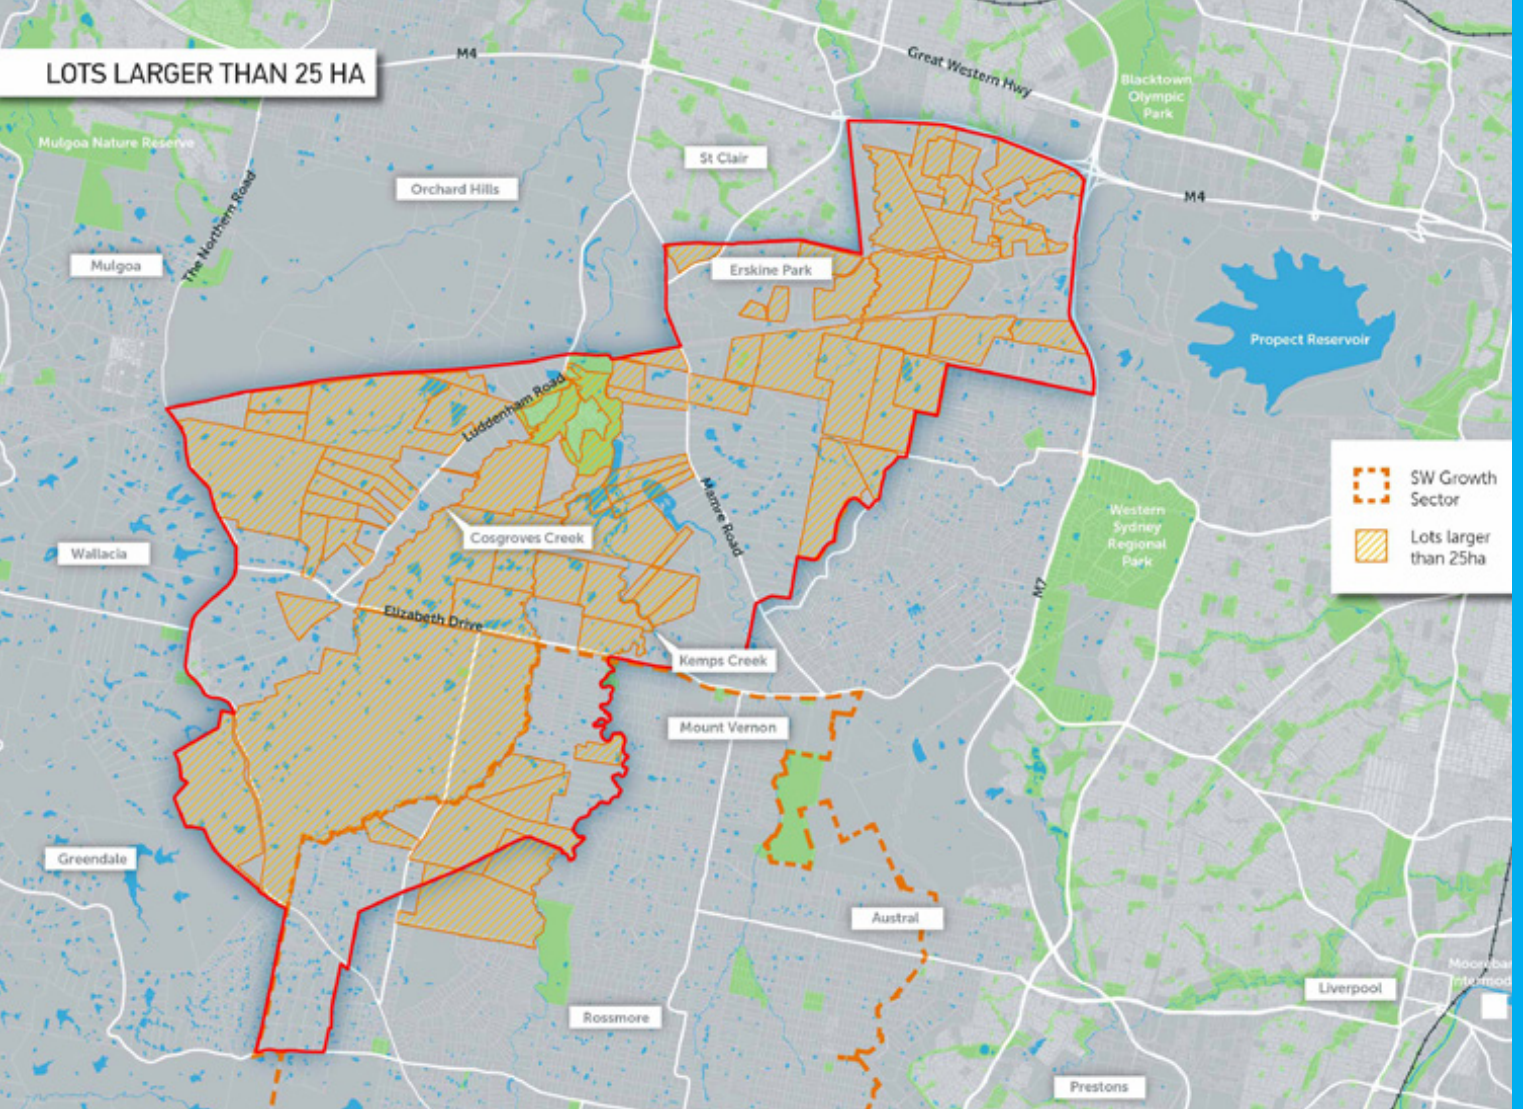 LOTS LARGER THAN 25 HA
M4
Great Western Hwy
Blacktown
Olympic
Park
Mulgoa Nature Reserve
St Clair
Orchard Hills
M4
The Northern Road
Mulgoa
Erskine Park
Propect Reservoir
Luddenham Road
SW Growth
Sector
Lots larger
than 25ha
Mamre Road
Western
Sydney
Regional
Park
Cosgroves Creek
Wallacia
M7
Elizabeth Drive
Kemps Creek
Mount Vernon
Greendale
Austral
Liverpool
Rossmore
Prestons